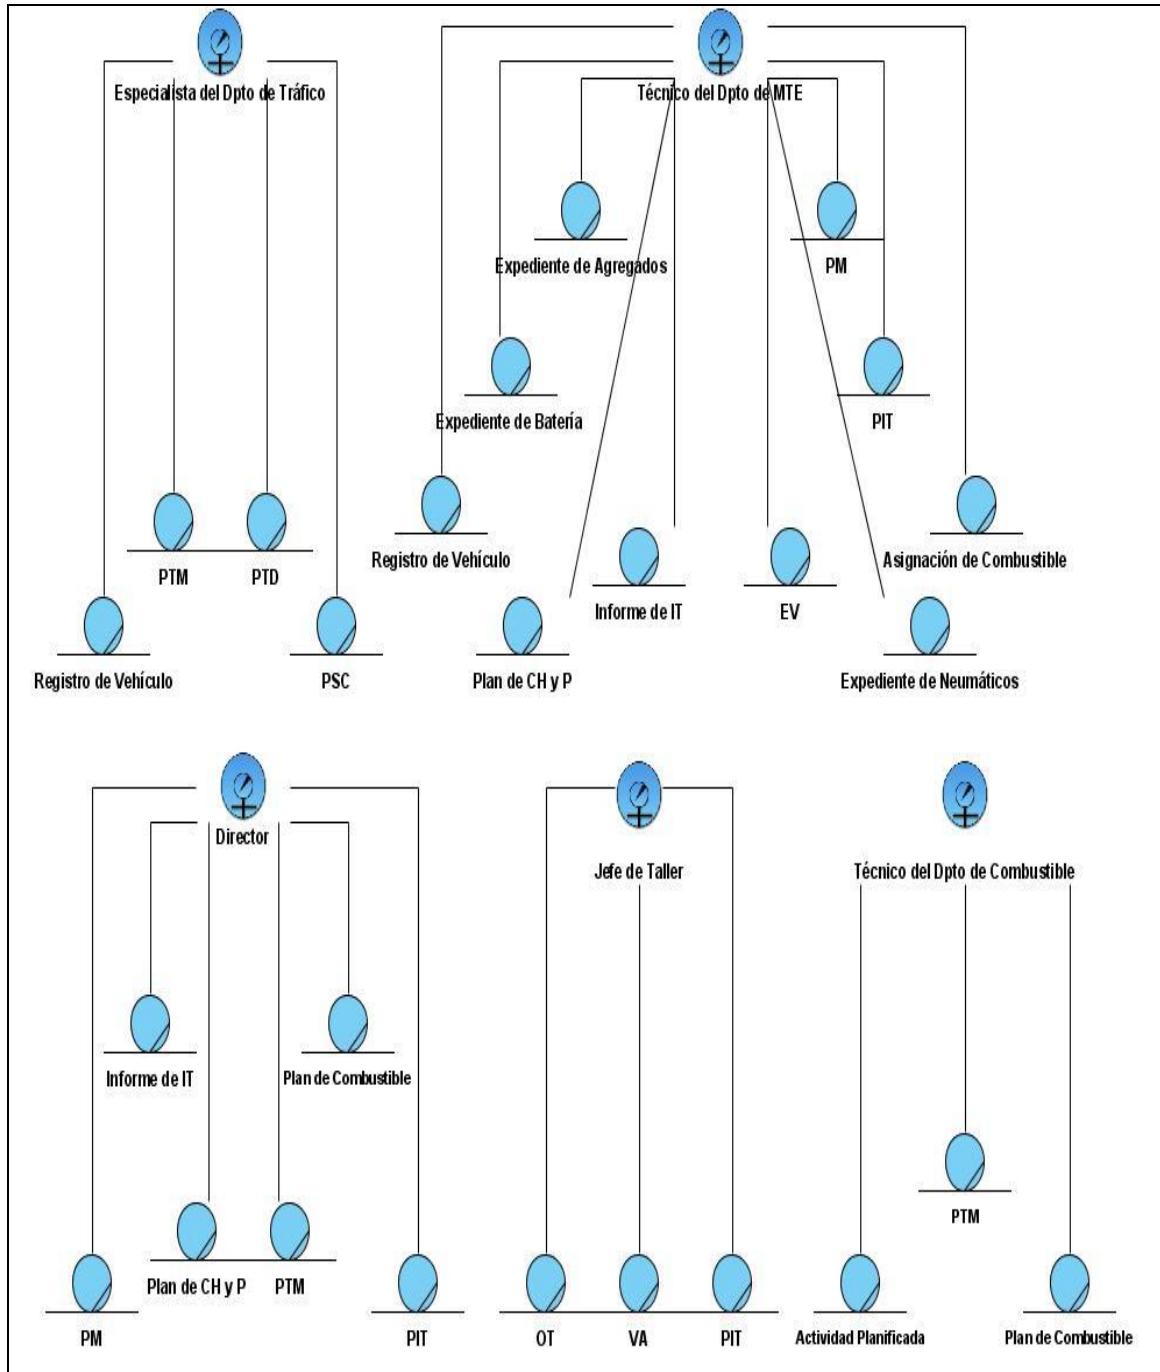 Especialista del Dpto de Tráfico
Técnico del Dpto de MTE
Expediente de Agregados
PM
Expediente de Batería
PIT
Registro de Vehículo
Asignación de Combustible
PTM
PTD
Informe de IT
EV
Registro de Vehículo
PSC
Plan de CH y P
Expediente de Neumáticos
Director
Jefe de Taller
Técnico del Dpto de Combustible
Informe de IT
Plan de Combustible
PTM
Plan de CH y P
PTM
PM
PIT
OT
VA
PIT
Actividad Planificada
Plan de Combustible